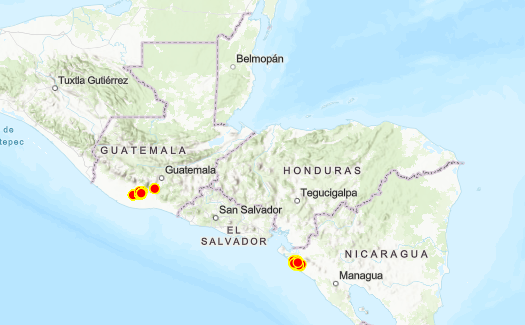 Belmopán
Tuxtla Gutiérrez
de
tepec
GUATEMALA
Guatemala
HONDURAS
Tegucigalpa
San Salvador
EL
SALVADOR
NICARAGUA
Managua